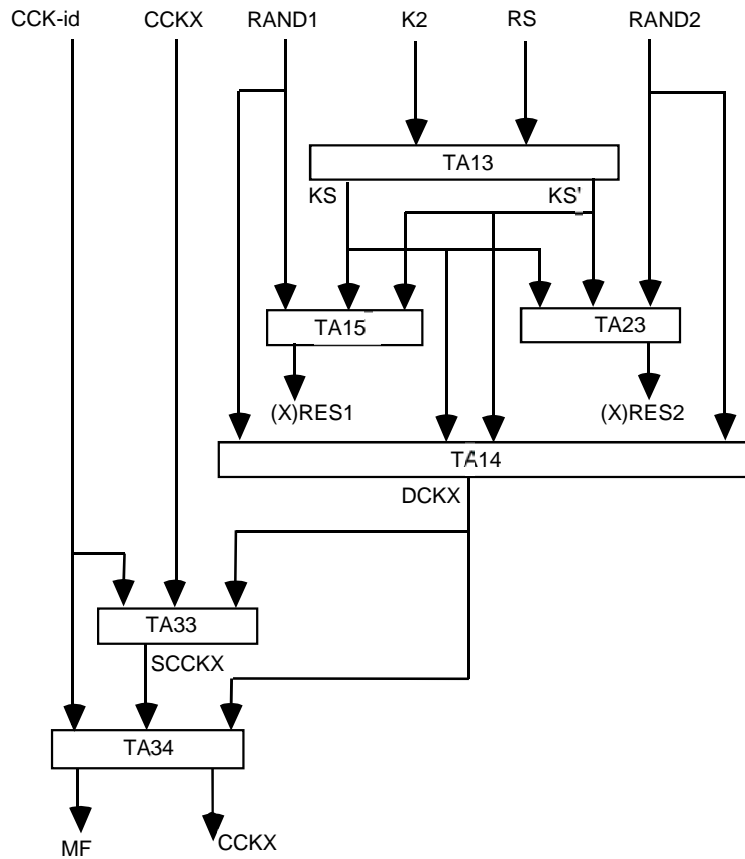 CCK-id CCKX RAND1 K2 RS RAND2
TA13
KS KS'
TA15 TA23
(X)RES1 (X)RES2
TA14
DCKX
TA33
SCCKX
TA34
MF CCKX